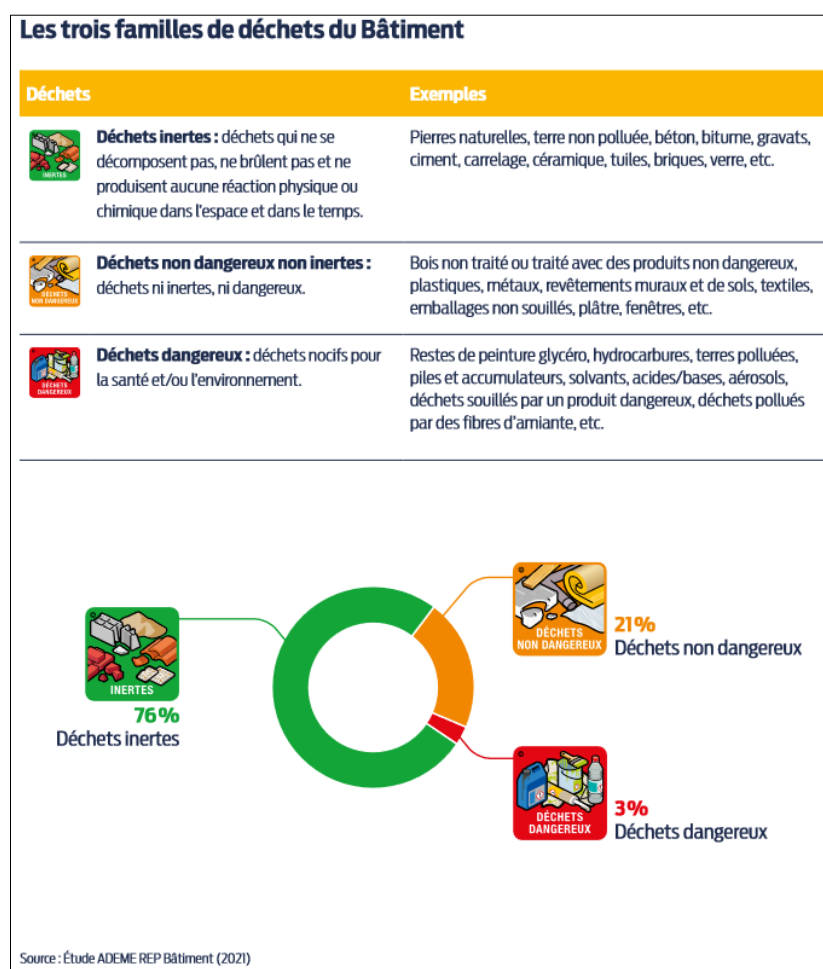 Les trois familles de déchets du Bâtiment
Déchets
Exemples
INERTES
Déchets inertes : déchets qui ne se
décomposent pas, ne brûlent pas et ne
produisent aucune réaction physique ou
chimique dans l'espace et dans le temps.
Pierres naturelles, terre non polluée, béton, bitume, gravats,
ciment, carrelage, céramique, tuiles, briques, verre, etc.
DÉCHETS
NON DANGEREUX
Déchets non dangereux non inertes :
déchets ni inertes, ni dangereux.
Bois non traité ou traité avec des produits non dangereux,
plastiques, métaux, revêtements muraux et de sols, textiles,
emballages non souillés, plâtre, fenêtres, etc.
DÉCHETS
DANGEREUX
Déchets dangereux : déchets nocifs pour
la santé et/ou l'environnement.
Restes de peinture glycéro, hydrocarbures, terres polluées,
piles et accumulateurs, solvants, acides/bases, aérosols,
déchets souillés par un produit dangereux, déchets pollués
par des fibres d'amiante, etc.
INERTES
76%
Déchets inertes
DÉCHETS
NON DANGEREUX
21%
Déchets non dangereux
DÉCHETS
DANGEREUX
3%
Déchets dangereux
Source : Étude ADEME REP Bâtiment (2021)